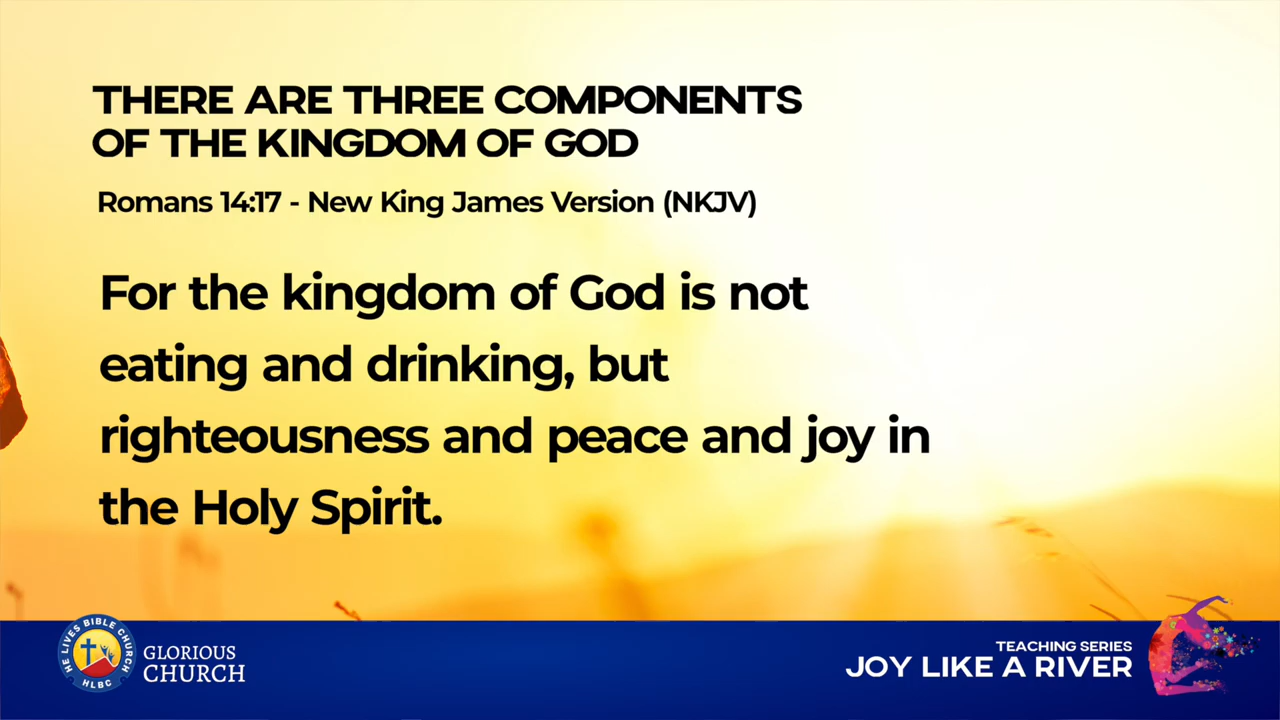 THERE ARE THREE COMPONENTS
OF THE KINGDOM OF GOD
Romans 14:17 - New King James Version (NKJV)
For the kingdom of God is not
eating and drinking, but
righteousness and peace and joy in
the Holy Spirit.
HE LIVES BIBLE CHURCH
HLBC
GLORIOUS
CHURCH
TEACHING SERIES
JOY LIKE A RIVER